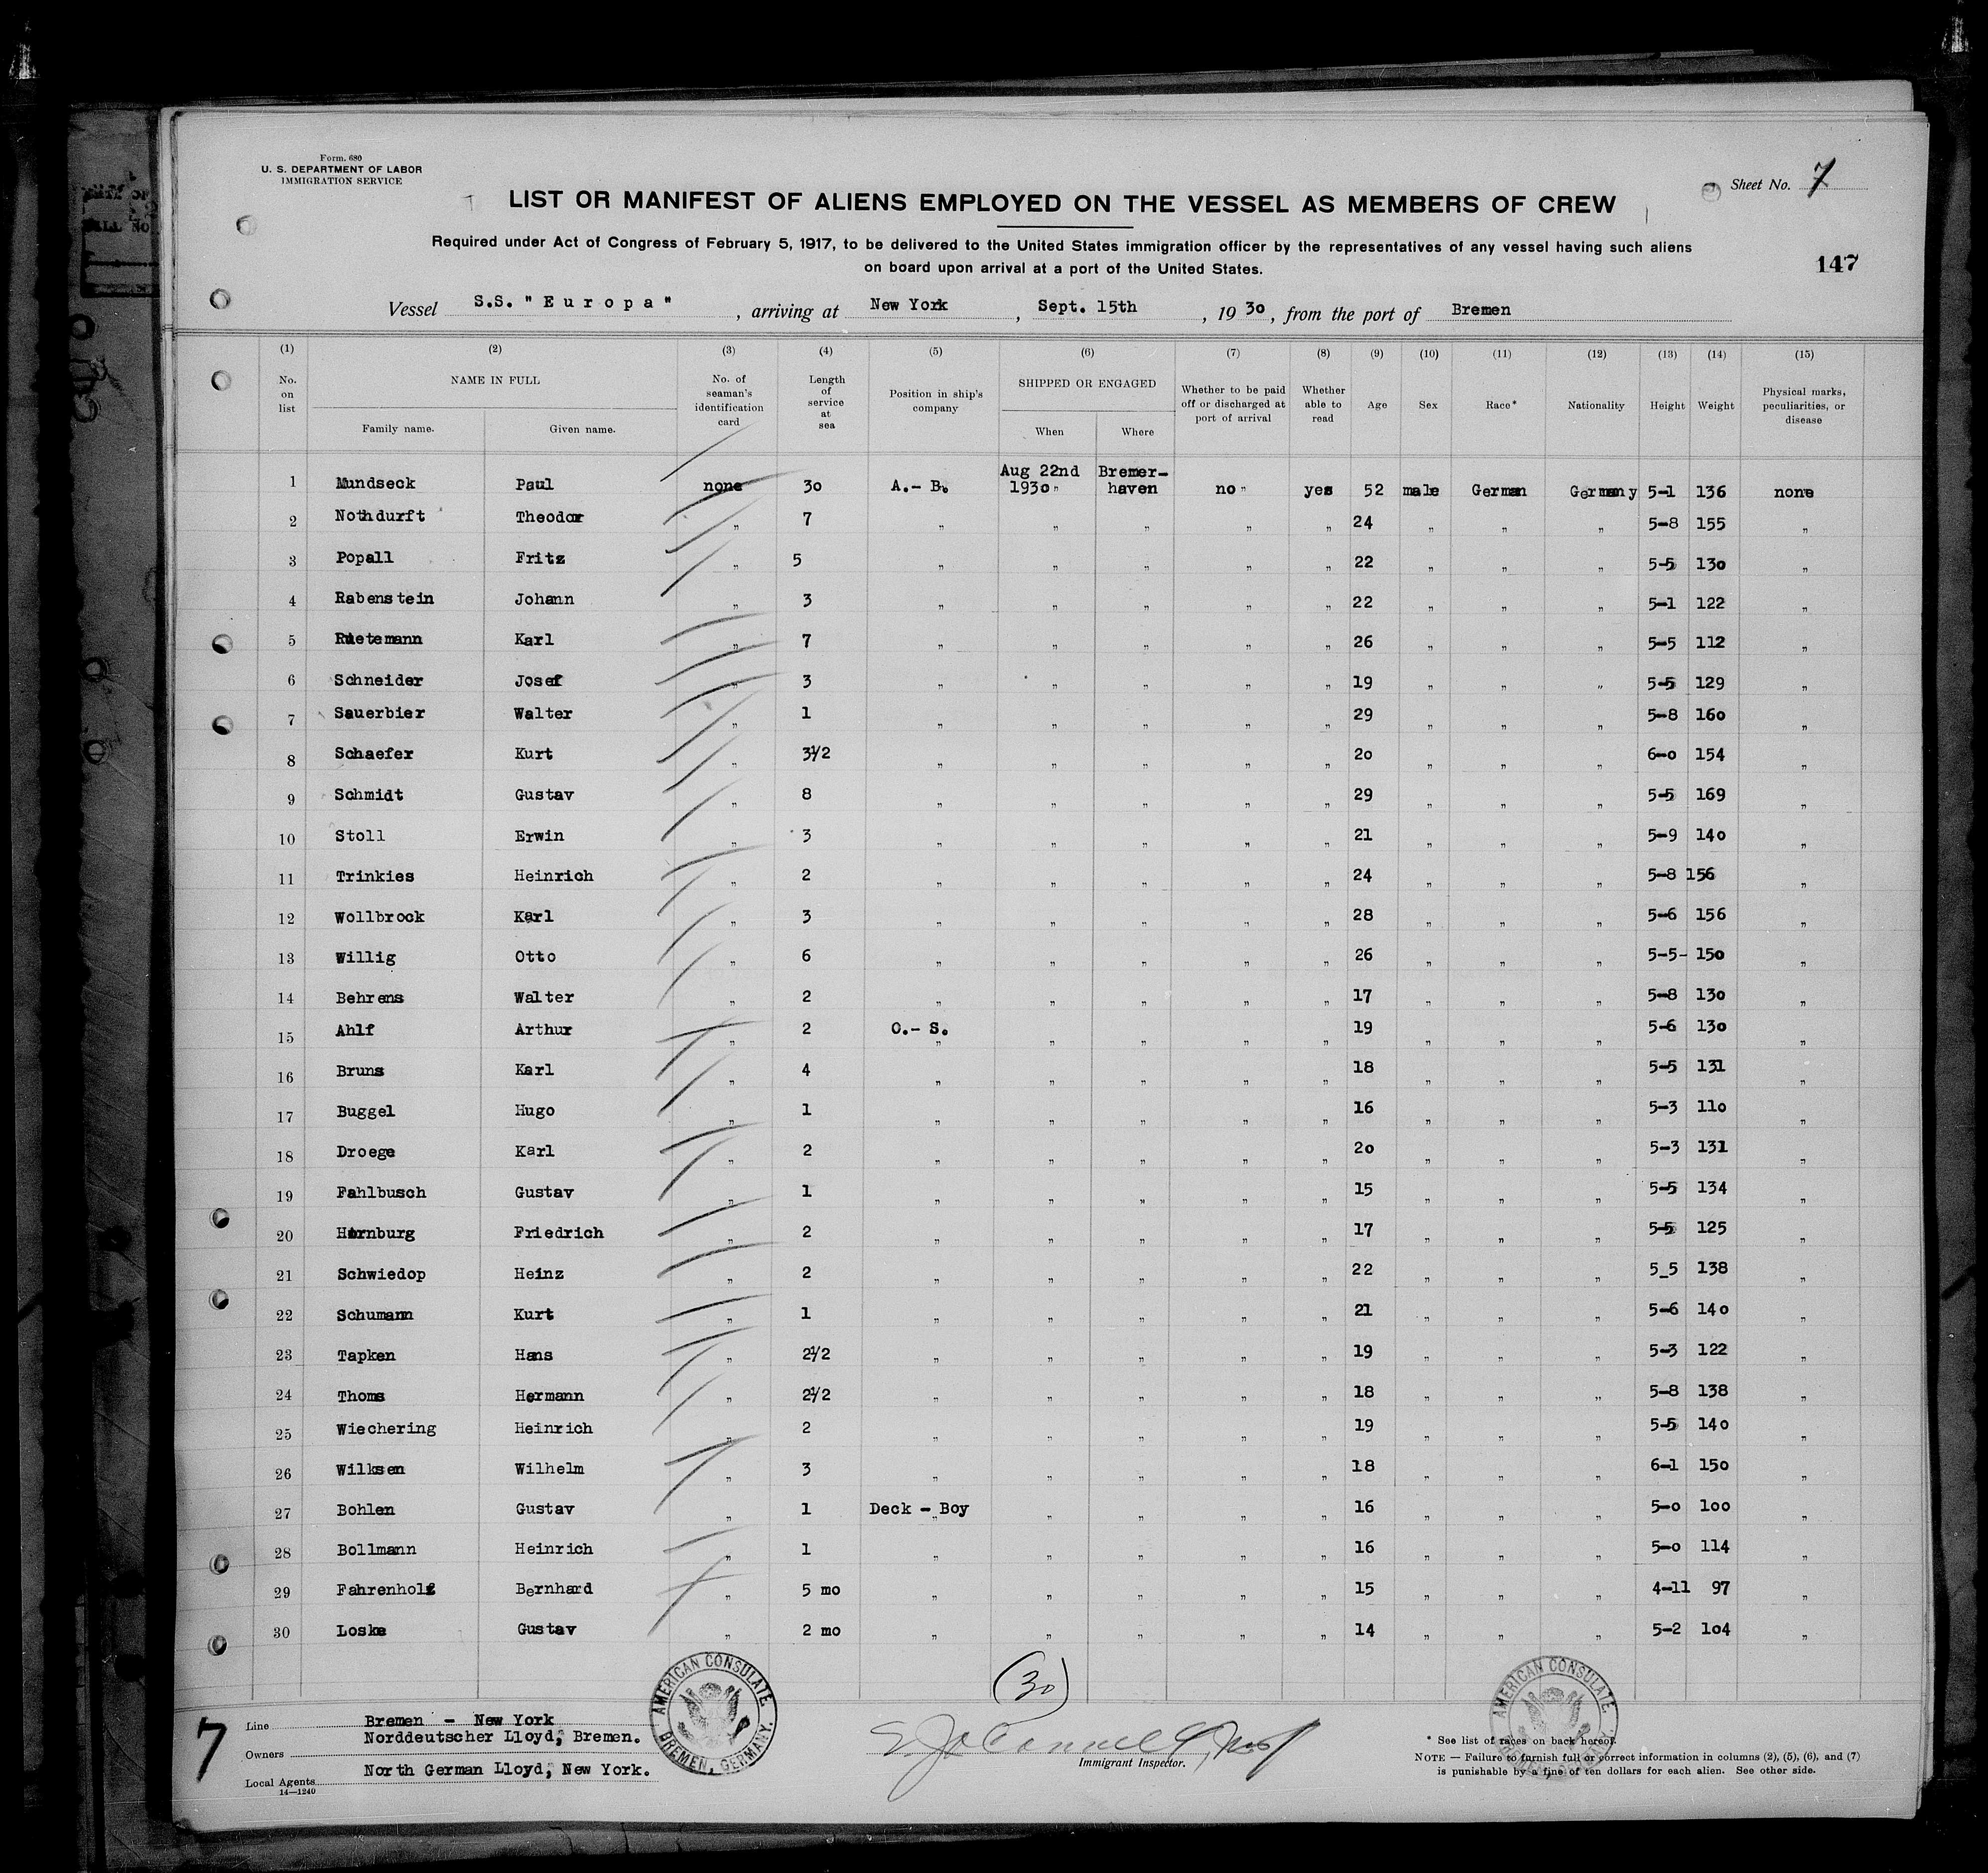 Form. 680
U. S. DEPARTMENT OF LABOR
IMMIGRATION SERVICE
Sheet No. 7
LIST OR MANIFEST OF ALIENS EMPLOYED ON THE VESSEL AS MEMBERS OF CREW
Required under Act of Congress of February 5, 1917, to be delivered to the United States immigration officer by the representatives of any vessel having such aliens
on board upon arrival at a port of the United States.
147
Vessel S.S. "Europa", arriving at New York, Sept. 15th, 1930, from the port of Bremen
(1) (2) (3) (4) (5) (6) (7) (8) (9) (10) (11) (12) (13) (14) (15)
No. on list NAME IN FULL Family name. Given name. No. of seaman's identification card Length of service at sea Position in ship's company SHIPPED OR ENGAGED When Where Whether to be paid off or discharged at port of arrival Whether able to read Age Sex Race* Nationality Height Weight Physical marks, peculiarities, or disease
1 Mundseck Paul none 30 A.- B. Aug 22nd 1930 " Bremerhaven no " yes 52 male German Germany 5-1 136 none
2 Nothdurft Theodor " 7 " " " " " 24 " " " 5-8 155 "
3 Popall Fritz " 5 " " " " " 22 " " " 5-5 130 "
4 Rabenstein Johann " 3 " " " " " 22 " " " 5-1 122 "
5 Karl " 7 " " " " " 26 " " " 5-5 112 "
6 Schneider Josef " 3 " " " " " 19 " " " 5-5 129 "
7 Sauerbier Walter " 1 " " " " " 29 " " " 5-8 160 "
8 Schaefer Kurt " 3½ " " " " " 20 " " " 6-0 154 "
9 Schmidt Gustav " 8 " " " " " 29 " " " 5-5 169 "
10 Stoll Erwin " 3 " " " " " 21 " " " 5-9 140 "
11 Trinkies Heinrich " 2 " " " " " 24 " " " 5-8 156 "
12 Wollbrock Karl " 3 " " " " " 28 " " " 5-6 156 "
13 Willig Otto " 6 " " " " " 26 " " " 5-5- 150 "
14 Behrens Walter " 2 " " " " " 17 " " " 5-8 130 "
15 Ahlf Arthur " 2 O.- S. " " " " " 19 " " " 5-6 130 "
16 Bruns Karl " 4 " " " " " 18 " " " 5-5 131 "
17 Buggel Hugo " 1 " " " " " 16 " " " 5-3 110 "
18 Droege Karl " 2 " " " " " 20 " " " 5-3 131 "
19 Fahlbusch Gustav " 1 " " " " " 15 " " " 5-5 134 "
20 Friedrich " 2 " " " " " 17 " " " 5-5 125 "
21 Schwiedop Heinz " 2 " " " " " 22 " " " 5_5 138 "
22 Schumann Kurt " 1 " " " " " 21 " " " 5-6 140 "
23 Tapken Hans " 2½ " " " " " 19 " " " 5-3 122 "
24 Thoms Hermann " 2½ " " " " " 18 " " " 5-8 138 "
25 Wiechering Heinrich " 2 " " " " " 19 " " " 5-5 140 "
26 Wilksen Wilhelm " 3 " " " " " 18 " " " 6-1 150 "
27 Bohlen Gustav " 1 Deck - Boy " " " " " 16 " " " 5-0 100 "
28 Bollmann Heinrich " 1 " " " " " 16 " " " 5-0 114 "
29 Bernhard " 5 mo " " " " " 15 " " " 4-11 97 "
30 Loske Gustav " 2 mo " " " " " 14 " " " 5-2 104 "
(30)
7
Line Bremen - New York
Owners Norddeutscher Lloyd, Bremen.
Local Agents North German Lloyd, New York.
14—1240
AMERICAN CONSULATE BREMEN, GERMANY.
Immigrant Inspector.
AMERICAN CONSULATE BREMEN, GERMANY.
* See list of races on back hereof.
NOTE — Failure to furnish full or correct information in columns (2), (5), (6), and (7)
is punishable by a fine of ten dollars for each alien. See other side.